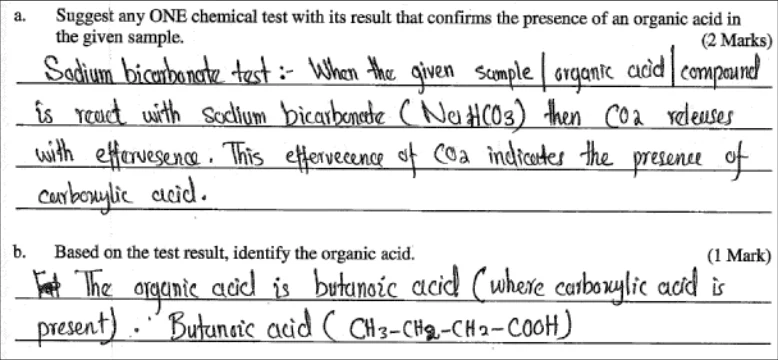 a. Suggest any ONE chemical test with its result that confirms the presence of an organic acid in
the given sample. (2 Marks)
Sodium bicarbonate test :- When the given sample | organic acid | compound
is react with sodium bicarbonate (NaHCO3) then CO2 releases
with effervesence. This effervecence of CO2 indicates the presence of
carboxylic acid.
b. Based on the test result, identify the organic acid. (1 Mark)
The organic acid is butanoic acid (where carboxylic acid is
present). Butanoic acid ( CH3-CH2-CH2-COOH)